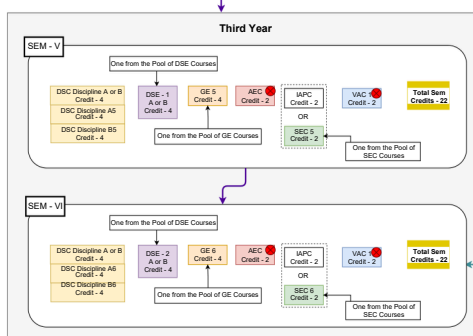 Third Year
SEM - V
One from the Pool of DSE Courses
DSC Discipline A or B
Credit - 4
DSC Discipline A5
Credit - 4
DSC Discipline B5
Credit - 4
DSE - 1
A or B
Credit - 4
GE 5
Credit - 4
AEC
Credit - 2
IAPC
Credit - 2
OR
SEC 5
Credit - 2
VAC 1
Credit - 2
Total Sem
Credits - 22
One from the Pool of GE Courses
One from the Pool of
SEC Courses
SEM - VI
One from the Pool of DSE Courses
DSC Discipline A or B
Credit - 4
DSC Discipline A6
Credit - 4
DSC Discipline B6
Credit - 4
DSE - 2
A or B
Credit - 4
GE 6
Credit - 4
AEC
Credit - 2
IAPC
Credit - 2
OR
SEC 6
Credit - 2
VAC 1
Credit - 2
Total Sem
Credits - 22
One from the Pool of GE Courses
One from the Pool of
SEC Courses